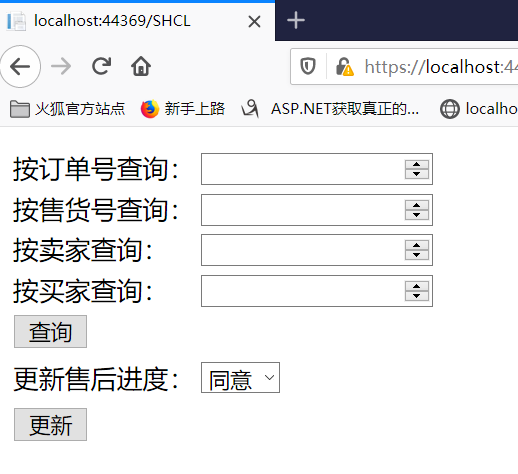 localhost:44369/SHCL
https://localhost:44
火狐官方站点 新手上路 ASP.NET获取真正的... localho
按订单号查询：
按售货号查询：
按卖家查询：
按买家查询：
查询
更新售后进度： 同意
更新